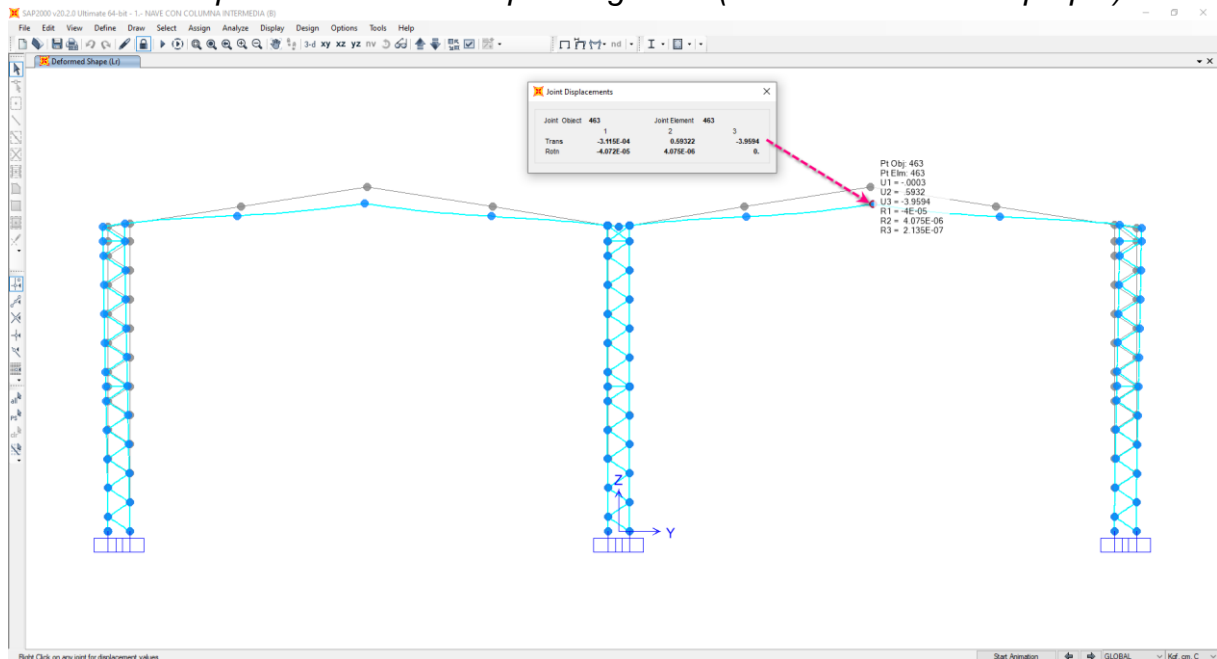 SAP2000 v20.2.0 Ultimate 64-bit - 1.- NAVE CON COLUMNA INTERMEDIA (B)
File Edit View Define Draw Select Assign Analyze Display Design Options Tools Help
3-d xy xz yz nv
nd
Deformed Shape (Lr)
Joint Displacements
Joint Object 463 Joint Element 463
1 2 3
Trans -3.115E-04 0.59322 -3.9594
Rotn -4.072E-05 4.075E-06 0.
Pt Obj: 463
Pt Elm: 463
U1 = -.0003
U2 = .5932
U3 = -3.9594
R1 = -4E-05
R2 = 4.075E-06
R3 = 2.135E-07
Z
Y
Right Click on any joint for displacement values
Start Animation GLOBAL Kgf, cm, C